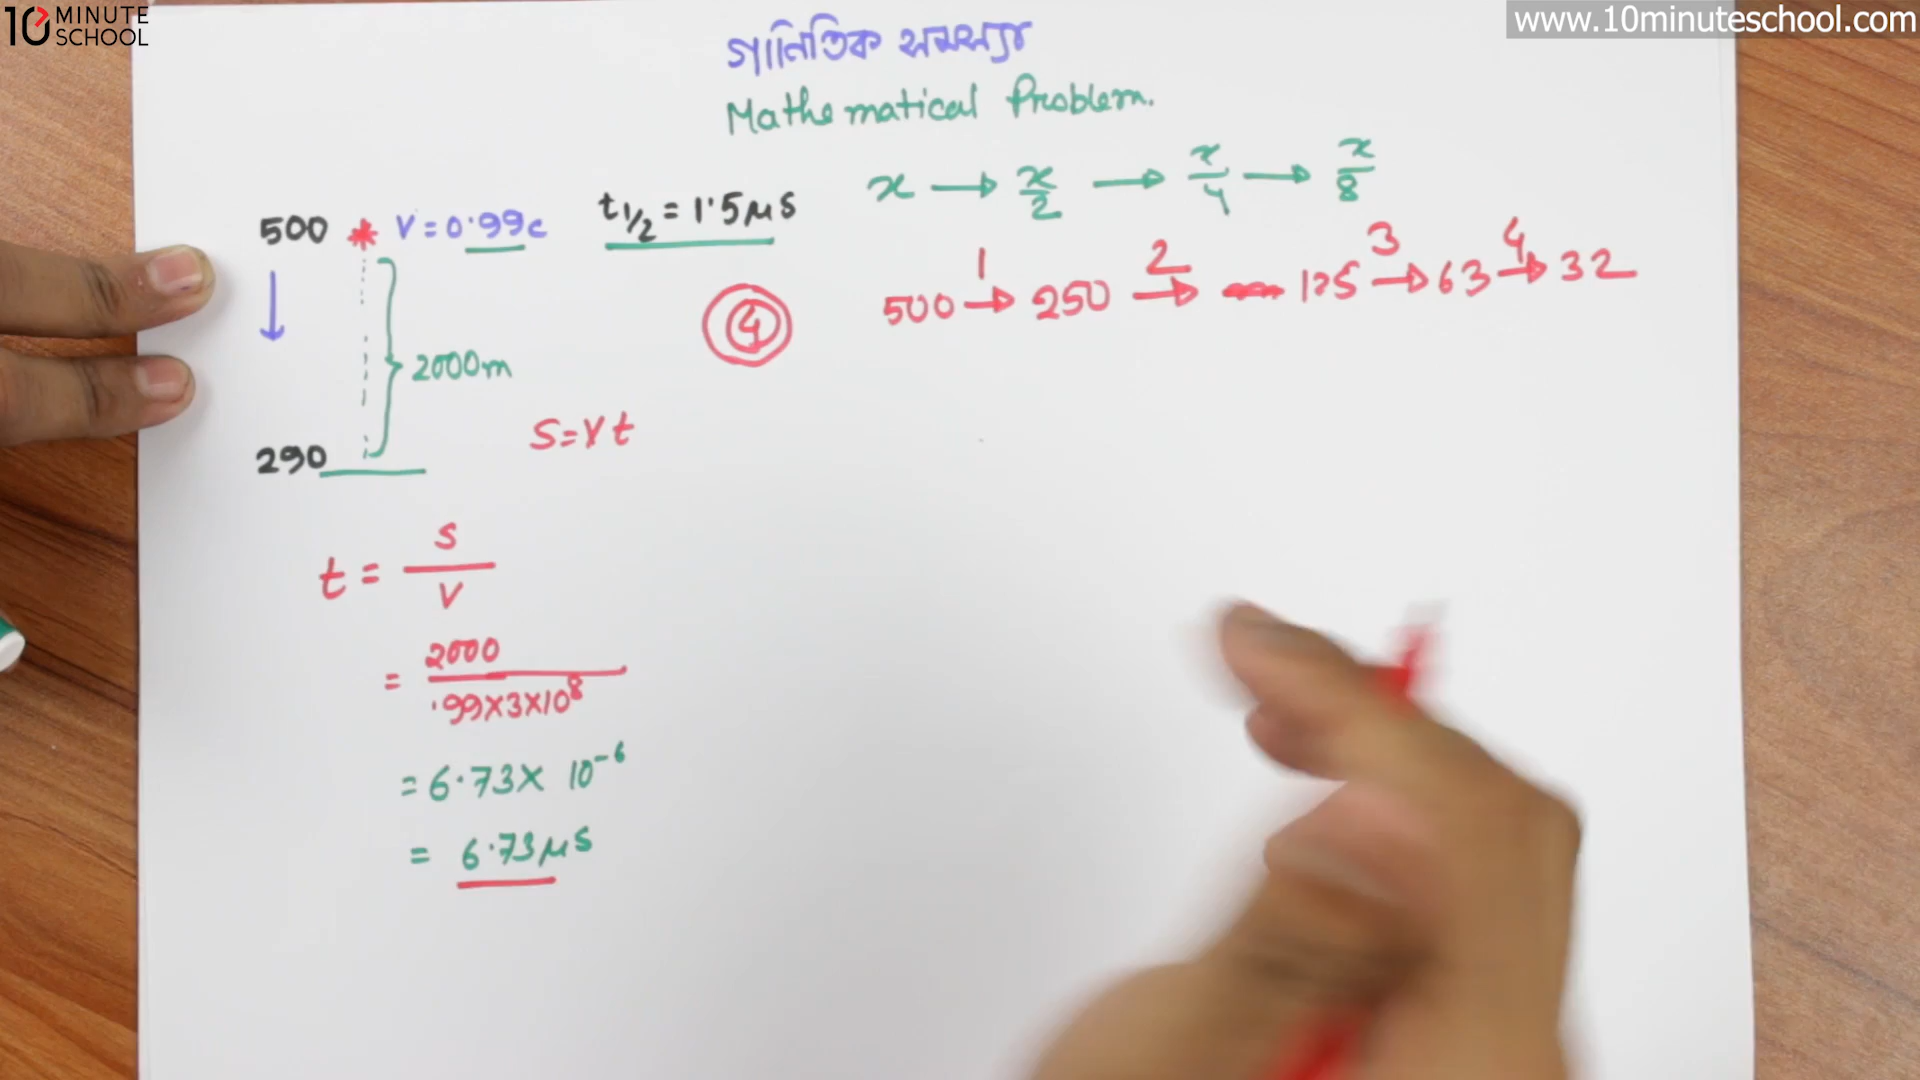 10 MINUTE SCHOOL
www.10minuteschool.com
গানিতিক সমস্যা
Mathematical Problem.
x → x/2 → x/4 → x/8
500 V = 0.99c t1/2 = 1.5μs
500 1→ 250 2→ 125 3→ 63 4→ 32
4
2000m
S = Vt
290
t = S/V
= 2000/.99×3×10^8
= 6.73× 10^-6
= 6.73μs